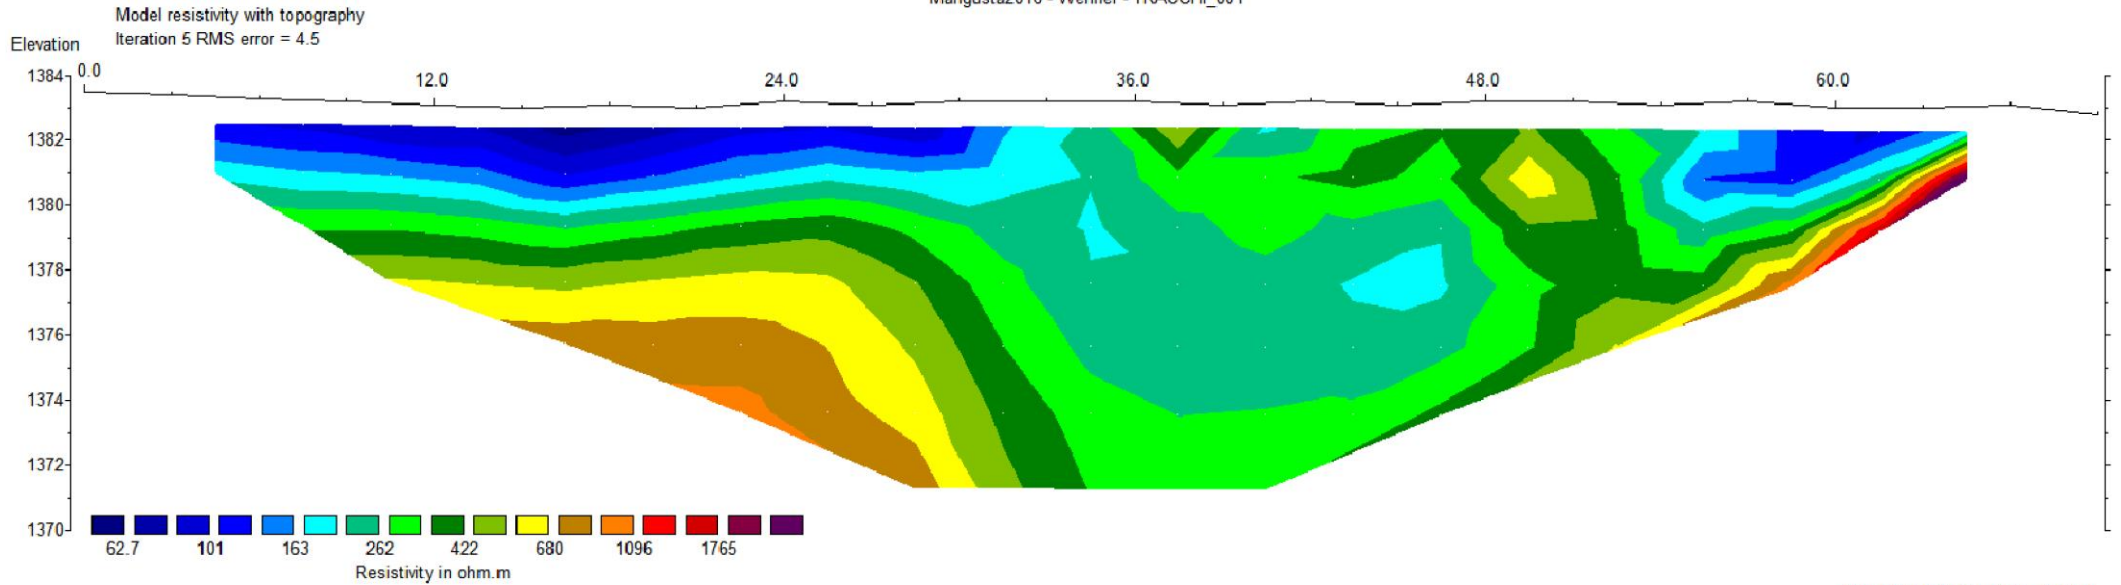 Model resistivity with topography
Iteration 5 RMS error = 4.5
Elevation
0.0 12.0 24.0 36.0 48.0 60.0
1384
1382
1380
1378
1376
1374
1372
1370
62.7 101 163 262 422 680 1096 1765
Resistivity in ohm.m